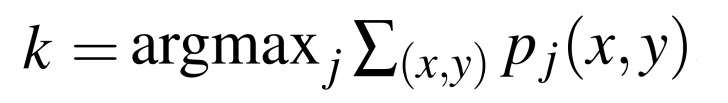 k = argmax_j ∑_(x,y) p_j(x,y)